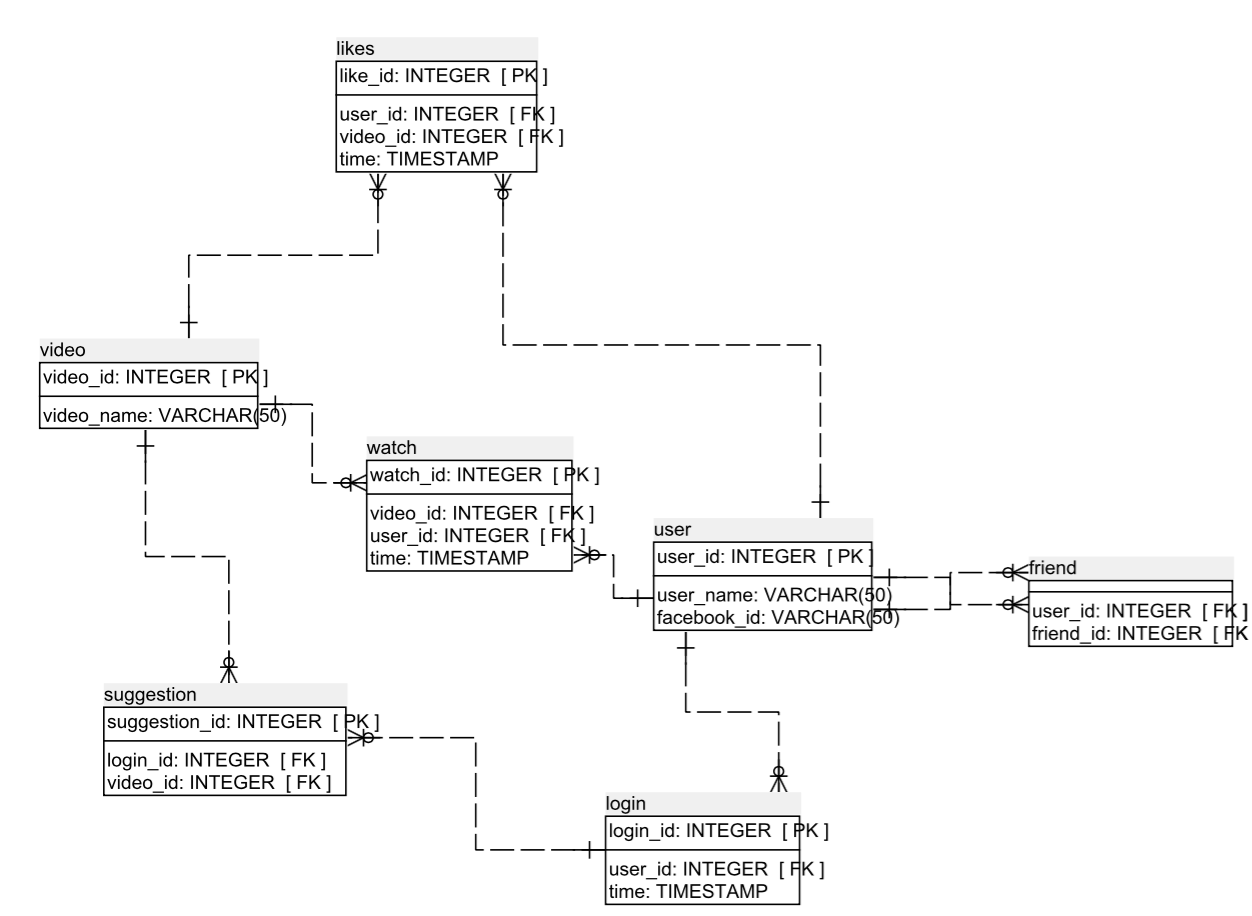 likes
like_id: INTEGER [ PK ]
user_id: INTEGER [ FK ]
video_id: INTEGER [ FK ]
time: TIMESTAMP
video
video_id: INTEGER [ PK ]
video_name: VARCHAR(50)
watch
watch_id: INTEGER [ PK ]
video_id: INTEGER [ FK ]
user_id: INTEGER [ FK ]
time: TIMESTAMP
user
user_id: INTEGER [ PK ]
user_name: VARCHAR(50)
facebook_id: VARCHAR(50)
friend
user_id: INTEGER [ FK ]
friend_id: INTEGER [ FK
suggestion
suggestion_id: INTEGER [ PK ]
login_id: INTEGER [ FK ]
video_id: INTEGER [ FK ]
login
login_id: INTEGER [ PK ]
user_id: INTEGER [ FK ]
time: TIMESTAMP